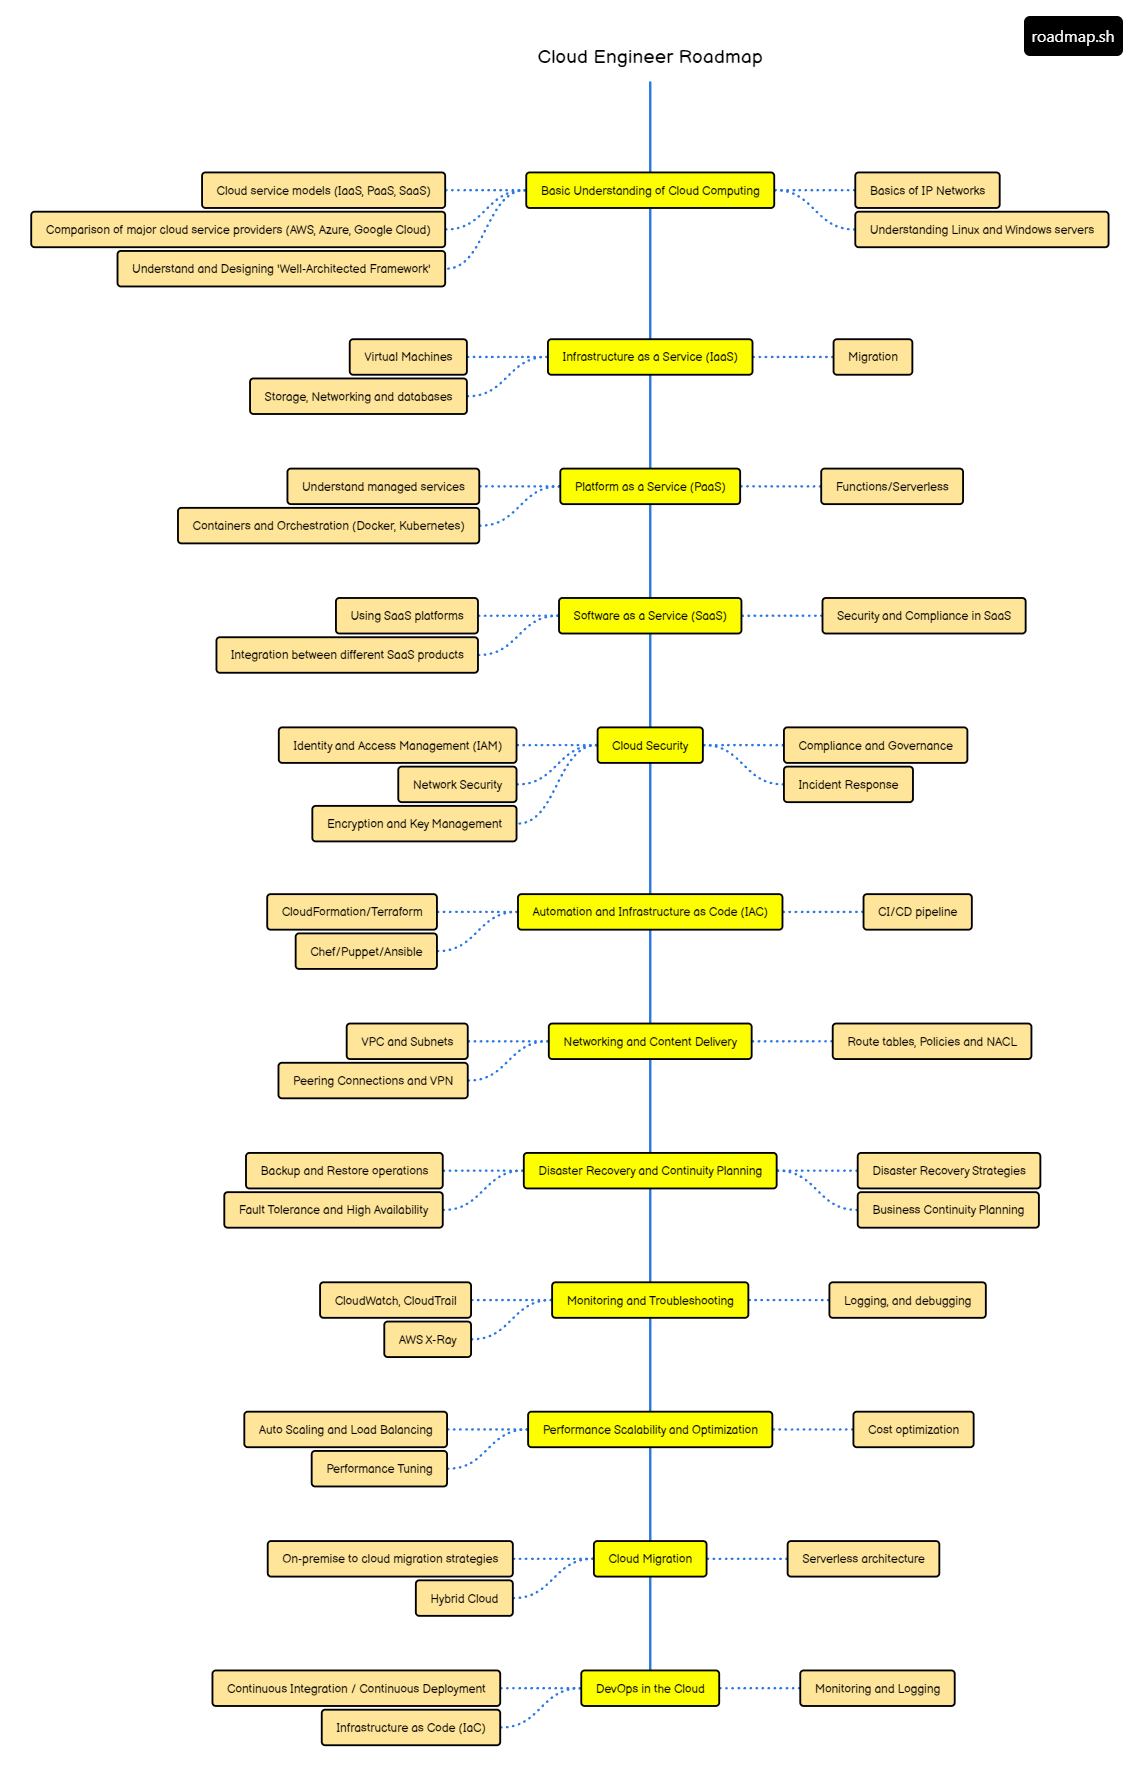 roadmap.sh
Cloud Engineer Roadmap
Cloud service models (IaaS, PaaS, SaaS)
Basic Understanding of Cloud Computing
Basics of IP Networks
Comparison of major cloud service providers (AWS, Azure, Google Cloud)
Understanding Linux and Windows servers
Understand and Designing 'Well-Architected Framework'
Virtual Machines
Infrastructure as a Service (IaaS)
Migration
Storage, Networking and databases
Understand managed services
Platform as a Service (PaaS)
Functions/Serverless
Containers and Orchestration (Docker, Kubernetes)
Using SaaS platforms
Software as a Service (SaaS)
Security and Compliance in SaaS
Integration between different SaaS products
Identity and Access Management (IAM)
Cloud Security
Compliance and Governance
Network Security
Incident Response
Encryption and Key Management
CloudFormation/Terraform
Automation and Infrastructure as Code (IAC)
CI/CD pipeline
Chef/Puppet/Ansible
VPC and Subnets
Networking and Content Delivery
Route tables, Policies and NACL
Peering Connections and VPN
Backup and Restore operations
Disaster Recovery and Continuity Planning
Disaster Recovery Strategies
Fault Tolerance and High Availability
Business Continuity Planning
CloudWatch, CloudTrail
Monitoring and Troubleshooting
Logging, and debugging
AWS X-Ray
Auto Scaling and Load Balancing
Performance Scalability and Optimization
Cost optimization
Performance Tuning
On-premise to cloud migration strategies
Cloud Migration
Serverless architecture
Hybrid Cloud
Continuous Integration / Continuous Deployment
DevOps in the Cloud
Monitoring and Logging
Infrastructure as Code (IaC)